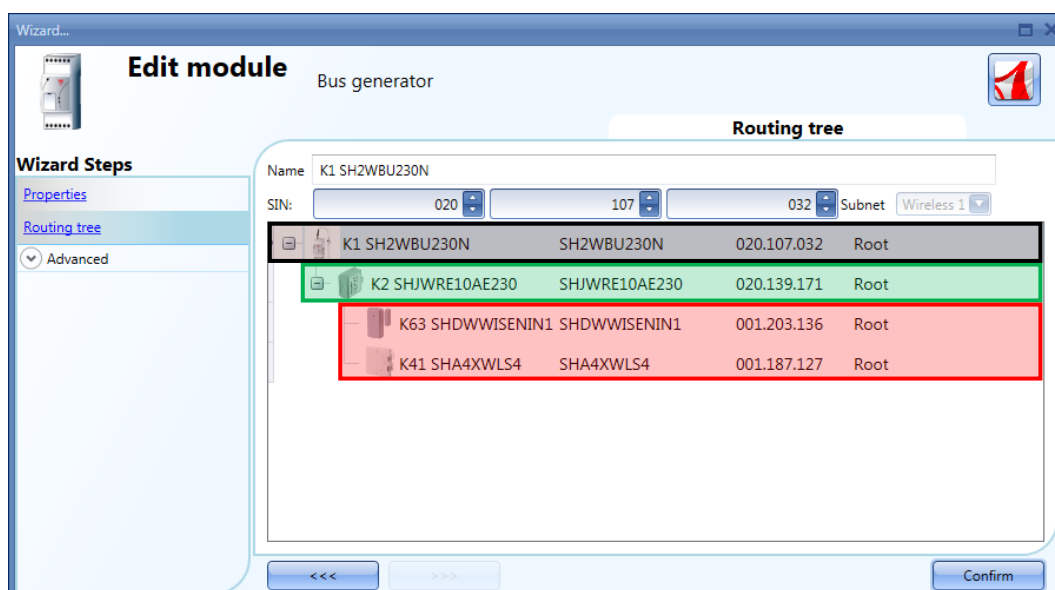 Wizard...
Edit module Bus generator
Routing tree
Wizard Steps
Properties
Routing tree
Advanced
Name K1 SH2WBU230N
SIN: 020 107 032 Subnet Wireless 1
K1 SH2WBU230N SH2WBU230N 020.107.032 Root
K2 SHJWRE10AE230 SHJWRE10AE230 020.139.171 Root
K63 SHDWWISENIN1 SHDWWISENIN1 001.203.136 Root
K41 SHA4XWLS4 SHA4XWLS4 001.187.127 Root
<<< >>> Confirm